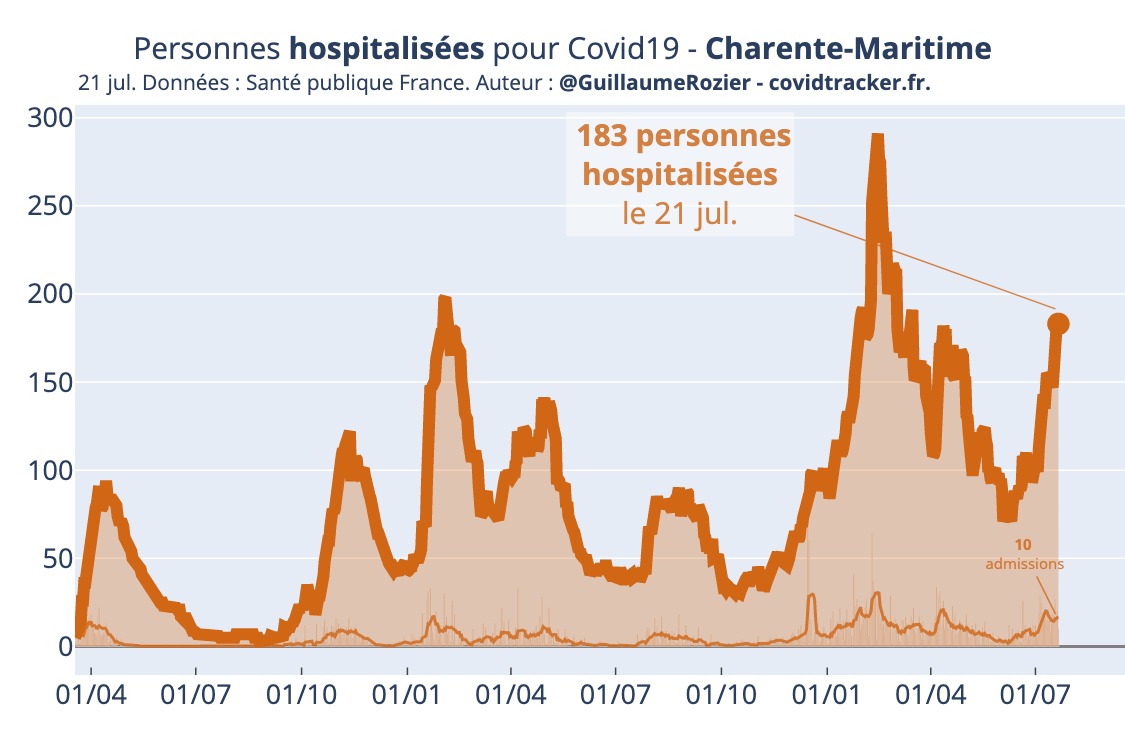 Personnes hospitalisées pour Covid19 - Charente-Maritime
21 jul. Données : Santé publique France. Auteur : @GuillaumeRozier - covidtracker.fr.
300
183 personnes
hospitalisées
le 21 jul.
250
200
150
100
10
admissions
50
0
01/04 01/07 01/10 01/01 01/04 01/07 01/10 01/01 01/04 01/07